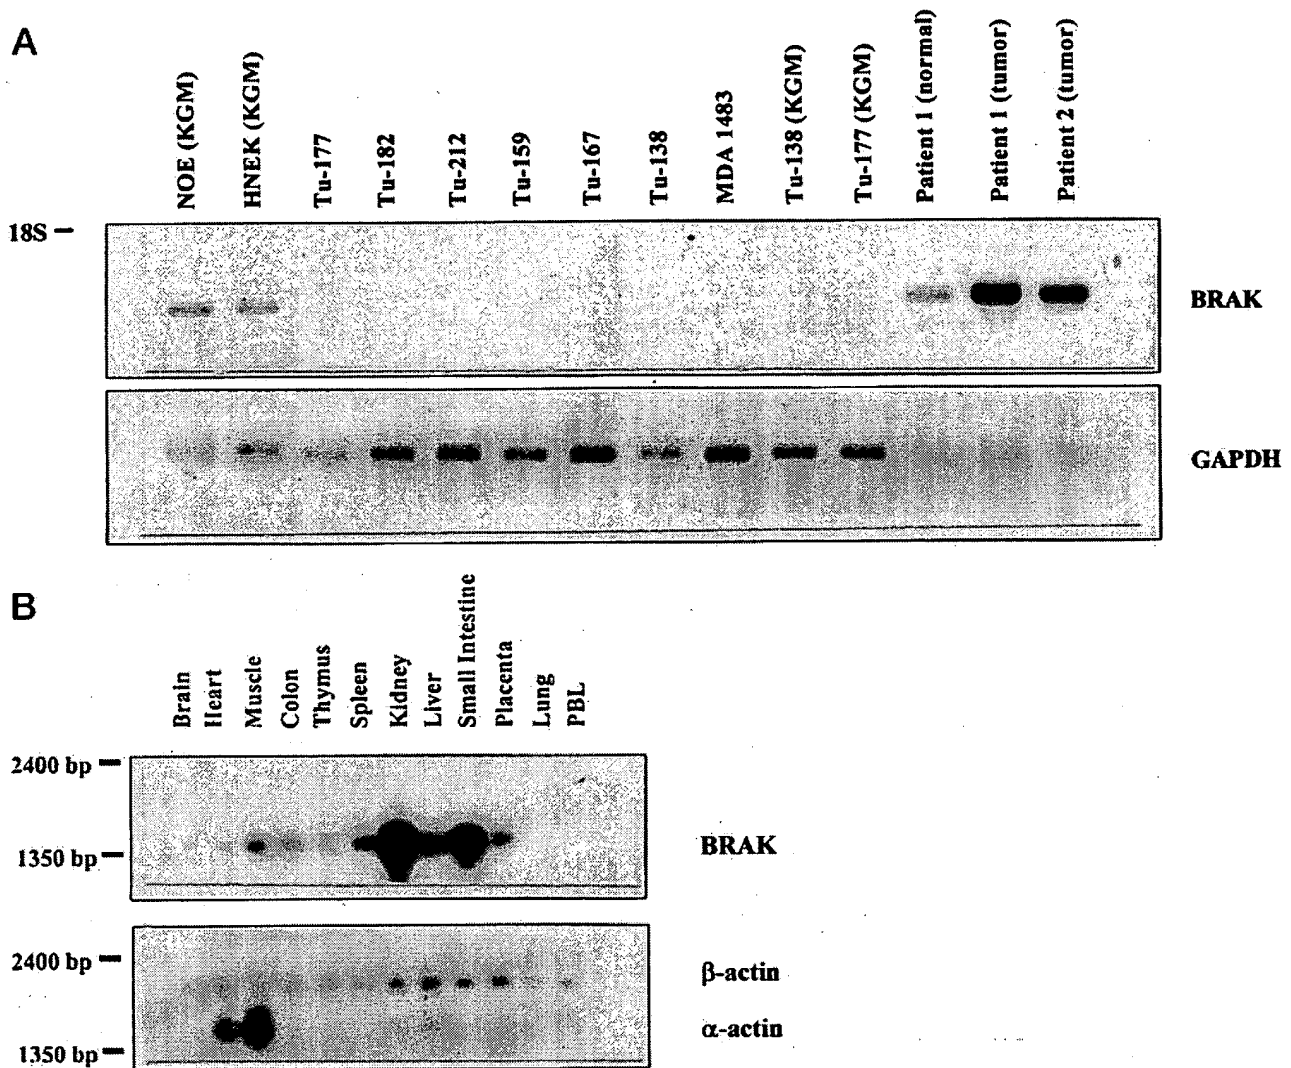 A
NOE (KGM)
HNEK (KGM)
Tu-177
Tu-182
Tu-212
Tu-159
Tu-167
Tu-138
MDA 1483
Tu-138 (KGM)
Tu-177 (KGM)
Patient 1 (normal)
Patient 1 (tumor)
Patient 2 (tumor)
18S
BRAK
GAPDH
B
Brain
Heart
Muscle
Colon
Thymus
Spleen
Kidney
Liver
Small Intestine
Placenta
Lung
PBL
2400 bp
1350 bp
BRAK
2400 bp
β-actin
α-actin
1350 bp